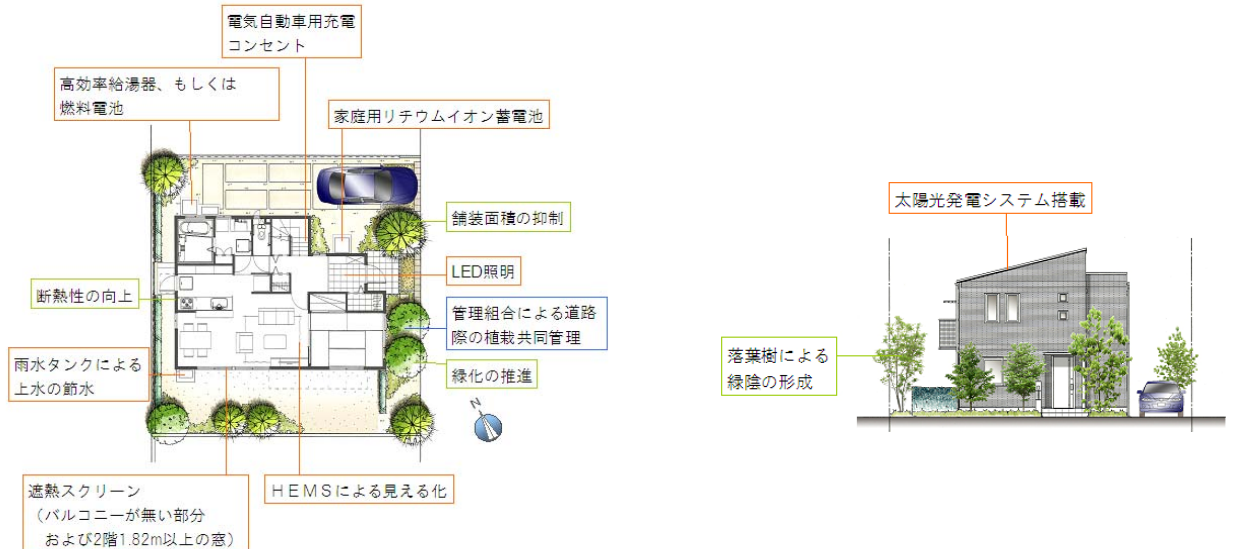 電気自動車用充電
コンセント
高効率給湯器、もしくは
燃料電池
家庭用リチウムイオン蓄電池
舗装面積の抑制
LED照明
断熱性の向上
管理組合による道路
際の植栽共同管理
雨水タンクによる
上水の節水
緑化の推進
N
遮熱スクリーン
（バルコニーが無い部分
および2階1.82m以上の窓）
ＨＥＭＳによる見える化
太陽光発電システム搭載
落葉樹による
緑陰の形成